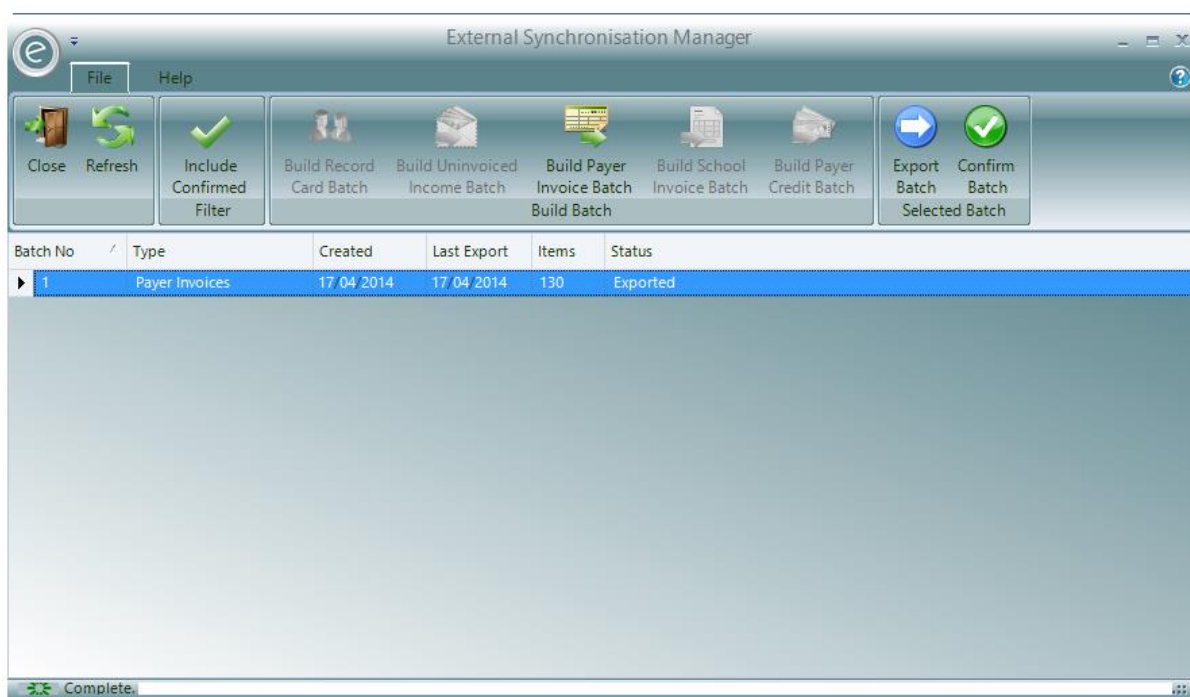 External Synchronisation Manager
e
File Help
Close Refresh Include Confirmed Build Record Card Batch Build Uninvoiced Income Batch Build Payer Invoice Batch Build School Invoice Batch Build Payer Credit Batch Export Batch Confirm Batch
Filter Build Batch Selected Batch
Batch No Type Created Last Export Items Status
1 Payer Invoices 17/04/2014 17/04/2014 130 Exported
Complete.